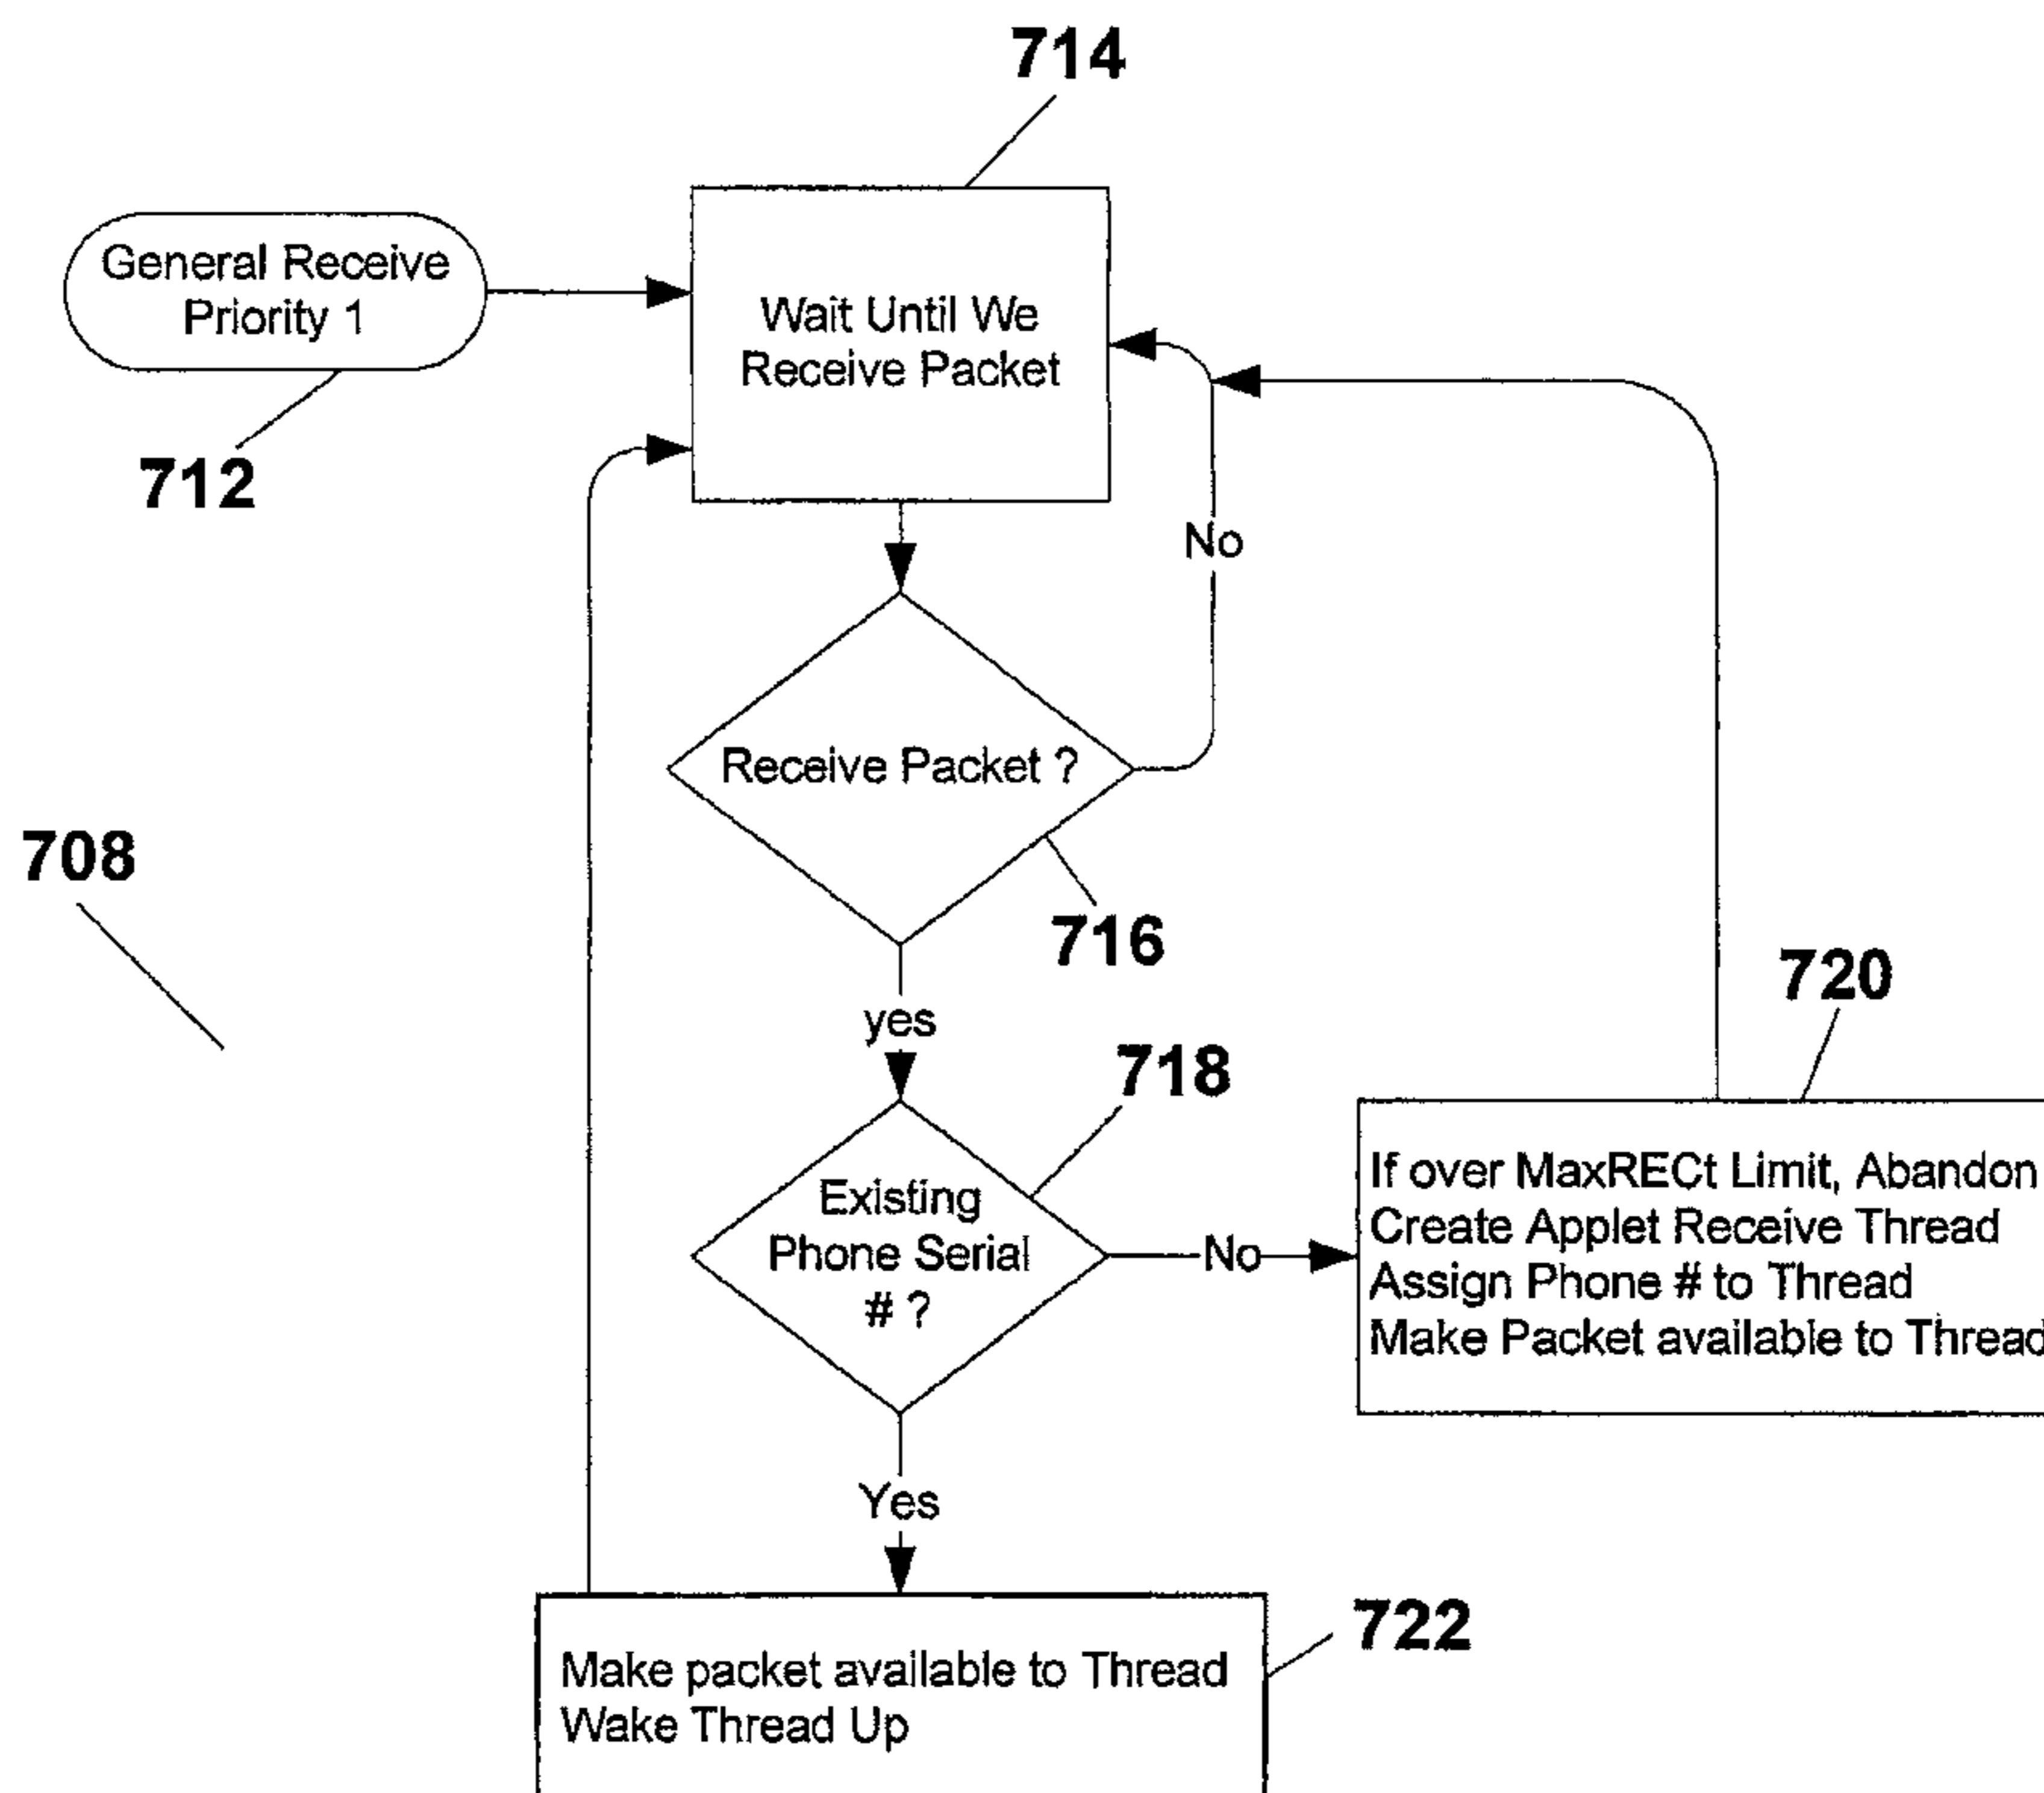 714
General Receive
Priority 1
712
Wait Until We
Receive Packet
No
Receive Packet ?
716
708
yes
718
Existing
Phone Serial
# ?
No
720
If over MaxRECt Limit, Abandon
Create Applet Receive Thread
Assign Phone # to Thread
Make Packet available to Thread
Yes
722
Make packet available to Thread
Wake Thread Up